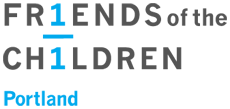 FR1ENDS of the
CH1LDREN
Portland